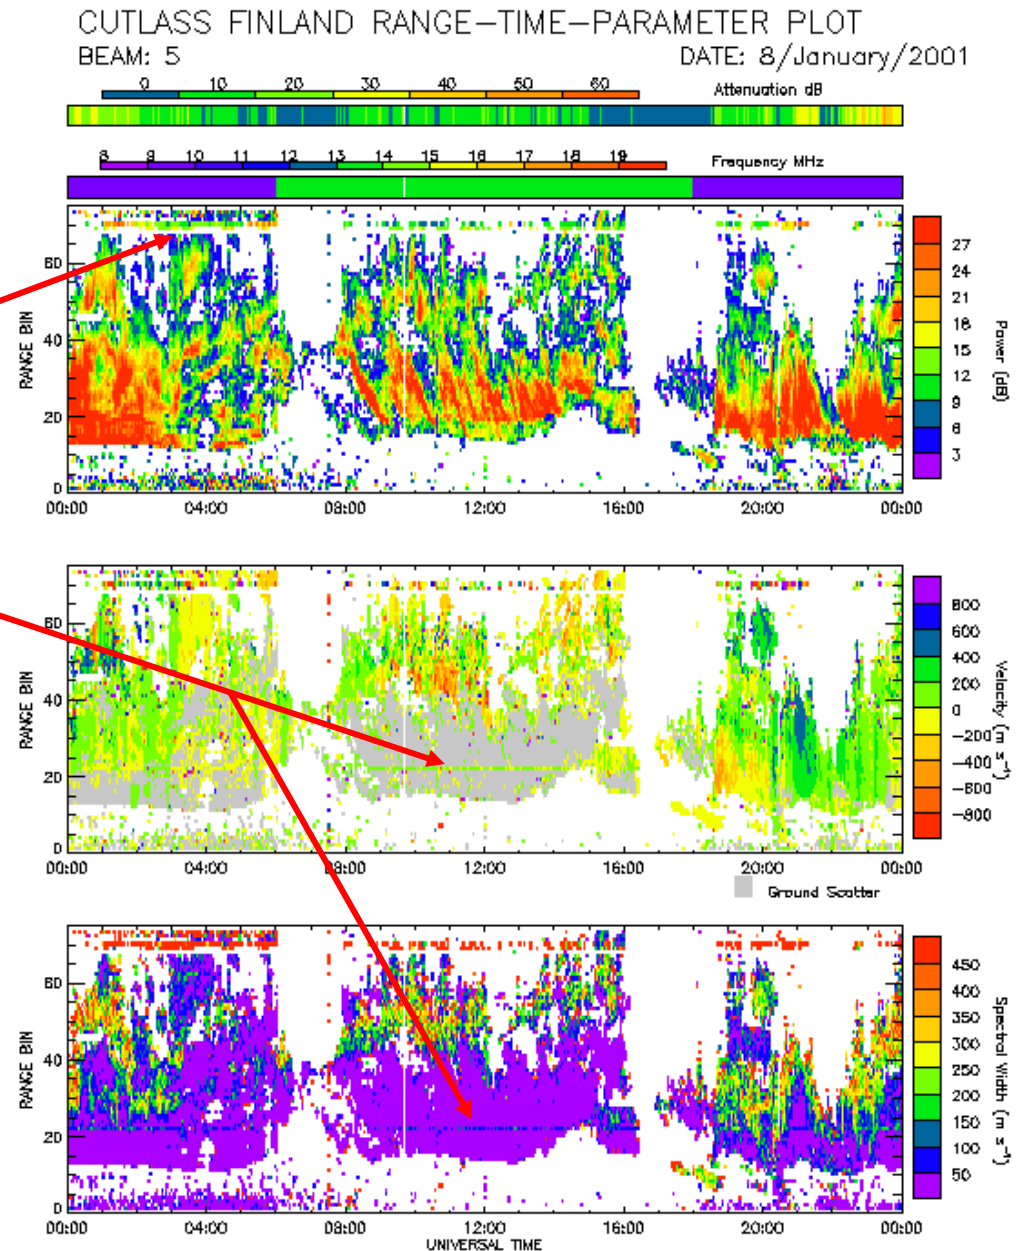 CUTLASS FINLAND RANGE-TIME-PARAMETER PLOT
BEAM: 5 DATE: 8/January/2001
0 10 20 30 40 50 60 Attenuation dB
8 9 10 11 12 13 14 15 16 17 18 19 Frequency MHz
60
40
20
0
RANGE BIN
00:00 04:00 08:00 12:00 16:00 20:00 00:00
27
24
21
18
15
12
9
6
3
Power (dB)
60
40
20
0
RANGE BIN
00:00 04:00 08:00 12:00 16:00 20:00 00:00
800
600
400
200
0
-200
-400
-600
-800
Velocity (m s⁻¹)
Ground Scatter
60
40
20
0
RANGE BIN
00:00 04:00 08:00 12:00 16:00 20:00 00:00
UNIVERSAL TIME
450
400
350
300
250
200
150
100
50
Spectral Width (m s⁻¹)